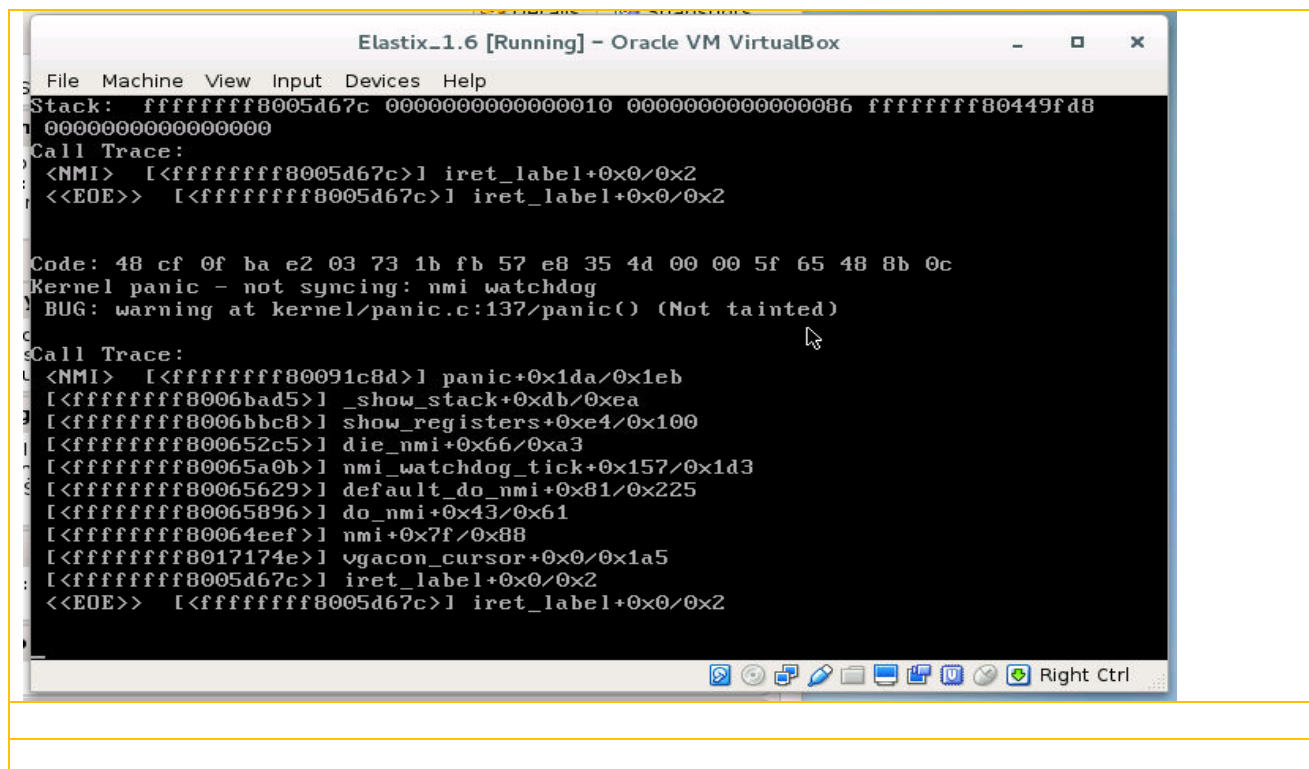 Elastix_1.6 [Running] - Oracle VM VirtualBox
File Machine View Input Devices Help
Stack: ffffffff8005d67c 0000000000000010 0000000000000086 ffffffff80449fd8
0000000000000000
Call Trace:
<NMI> [<ffffffff8005d67c>] iret_label+0x0/0x2
<<EOE>> [<ffffffff8005d67c>] iret_label+0x0/0x2
Code: 48 cf 0f ba e2 03 73 1b fb 57 e8 35 4d 00 00 5f 65 48 8b 0c
Kernel panic - not syncing: nmi watchdog
BUG: warning at kernel/panic.c:137/panic() (Not tainted)
Call Trace:
<NMI> [<ffffffff80091c8d>] panic+0x1da/0x1eb
[<ffffffff8006bad5>] _show_stack+0xdb/0xea
[<ffffffff8006bbc8>] show_registers+0xe4/0x100
[<ffffffff800652c5>] die_nmi+0x66/0xa3
[<ffffffff80065a0b>] nmi_watchdog_tick+0x157/0x1d3
[<ffffffff80065629>] default_do_nmi+0x81/0x225
[<ffffffff80065896>] do_nmi+0x43/0x61
[<ffffffff80064eef>] nmi+0x7f/0x88
[<ffffffff8017174e>] vgacon_cursor+0x0/0x1a5
[<ffffffff8005d67c>] iret_label+0x0/0x2
<<EOE>> [<ffffffff8005d67c>] iret_label+0x0/0x2
Right Ctrl